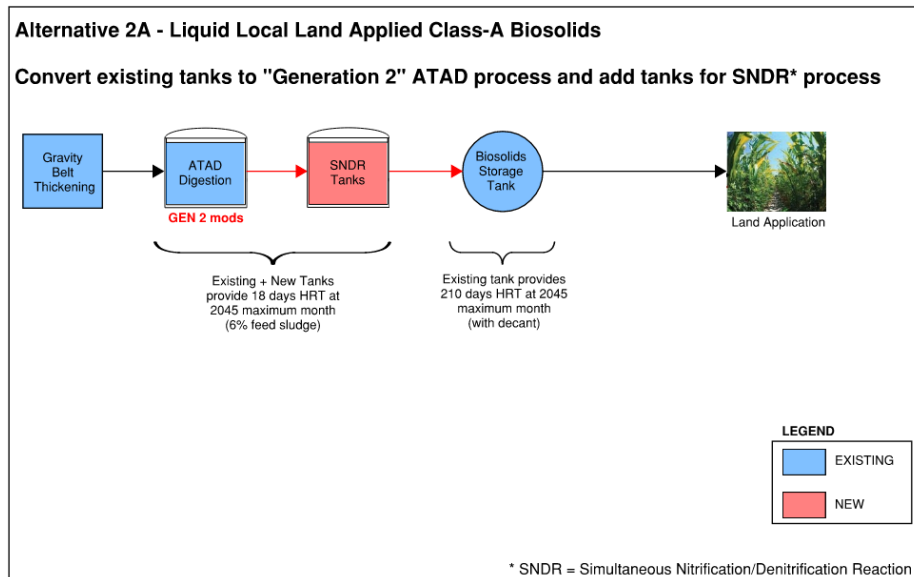 Alternative 2A - Liquid Local Land Applied Class-A Biosolids
Convert existing tanks to "Generation 2" ATAD process and add tanks for SNDR* process
Gravity
Belt
Thickening
ATAD
Digestion
GEN 2 mods
SNDR
Tanks
Biosolids
Storage
Tank
Land Application
Existing + New Tanks
provide 18 days HRT at
2045 maximum month
(6% feed sludge)
Existing tank provides
210 days HRT at 2045
maximum month
(with decant)
LEGEND
EXISTING
NEW
* SNDR = Simultaneous Nitrification/Denitrification Reaction